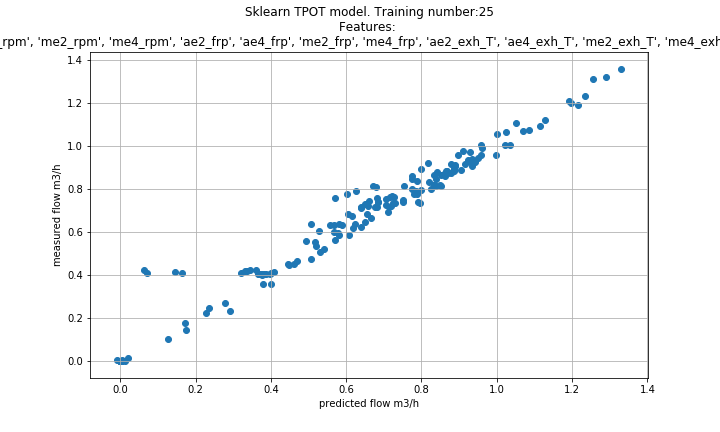 Sklearn TPOT model. Training number:25
Features:
_rpm', 'me2_rpm', 'me4_rpm', 'ae2_frp', 'ae4_frp', 'me2_frp', 'me4_frp', 'ae2_exh_T', 'ae4_exh_T', 'me2_exh_T', 'me4_exh
1.4
1.2
1.0
0.8
0.6
0.4
0.2
0.0
measured flow m3/h
0.0 0.2 0.4 0.6 0.8 1.0 1.2 1.4
predicted flow m3/h